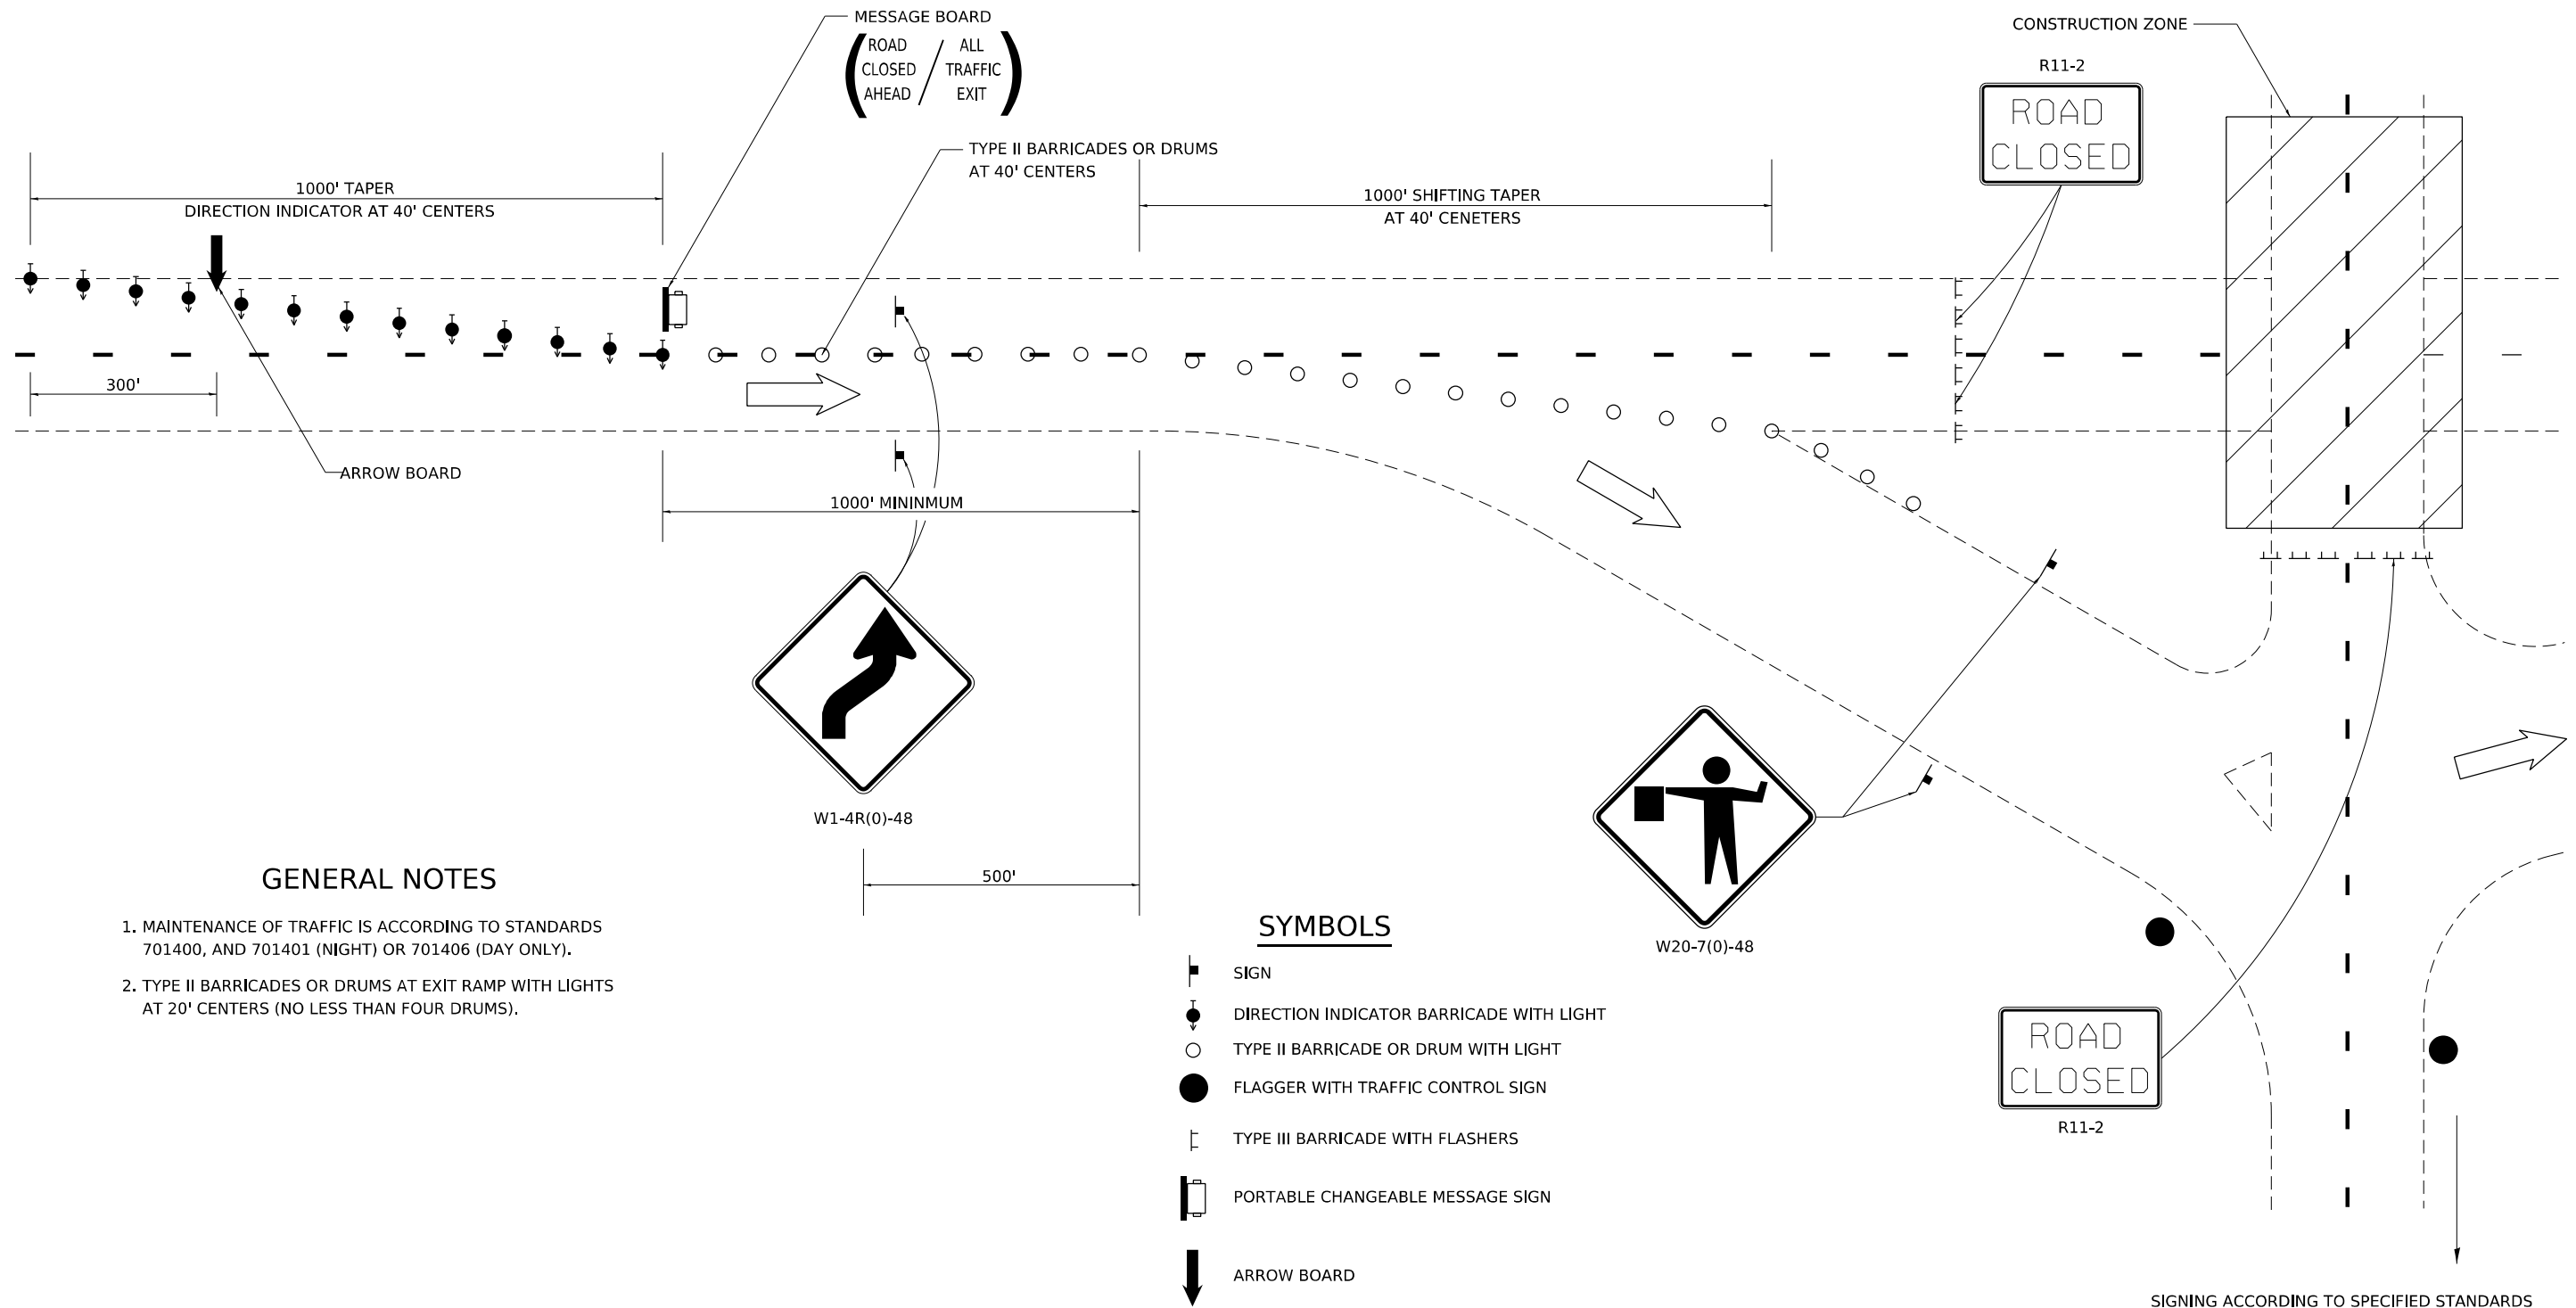 MESSAGE BOARD
ROAD CLOSED AHEAD / ALL TRAFFIC EXIT
CONSTRUCTION ZONE
R11-2
ROAD
CLOSED
TYPE II BARRICADES OR DRUMS
AT 40' CENTERS
1000' TAPER
DIRECTION INDICATOR AT 40' CENTERS
1000' SHIFTING TAPER
AT 40' CENETERS
300'
ARROW BOARD
1000' MININMUM
W1-4R(0)-48
500'
W20-7(0)-48
ROAD
CLOSED
R11-2
GENERAL NOTES
1. MAINTENANCE OF TRAFFIC IS ACCORDING TO STANDARDS
701400, AND 701401 (NIGHT) OR 701406 (DAY ONLY).
2. TYPE II BARRICADES OR DRUMS AT EXIT RAMP WITH LIGHTS
AT 20' CENTERS (NO LESS THAN FOUR DRUMS).
SYMBOLS
SIGN
DIRECTION INDICATOR BARRICADE WITH LIGHT
TYPE II BARRICADE OR DRUM WITH LIGHT
FLAGGER WITH TRAFFIC CONTROL SIGN
TYPE III BARRICADE WITH FLASHERS
PORTABLE CHANGEABLE MESSAGE SIGN
ARROW BOARD
SIGNING ACCORDING TO SPECIFIED STANDARDS